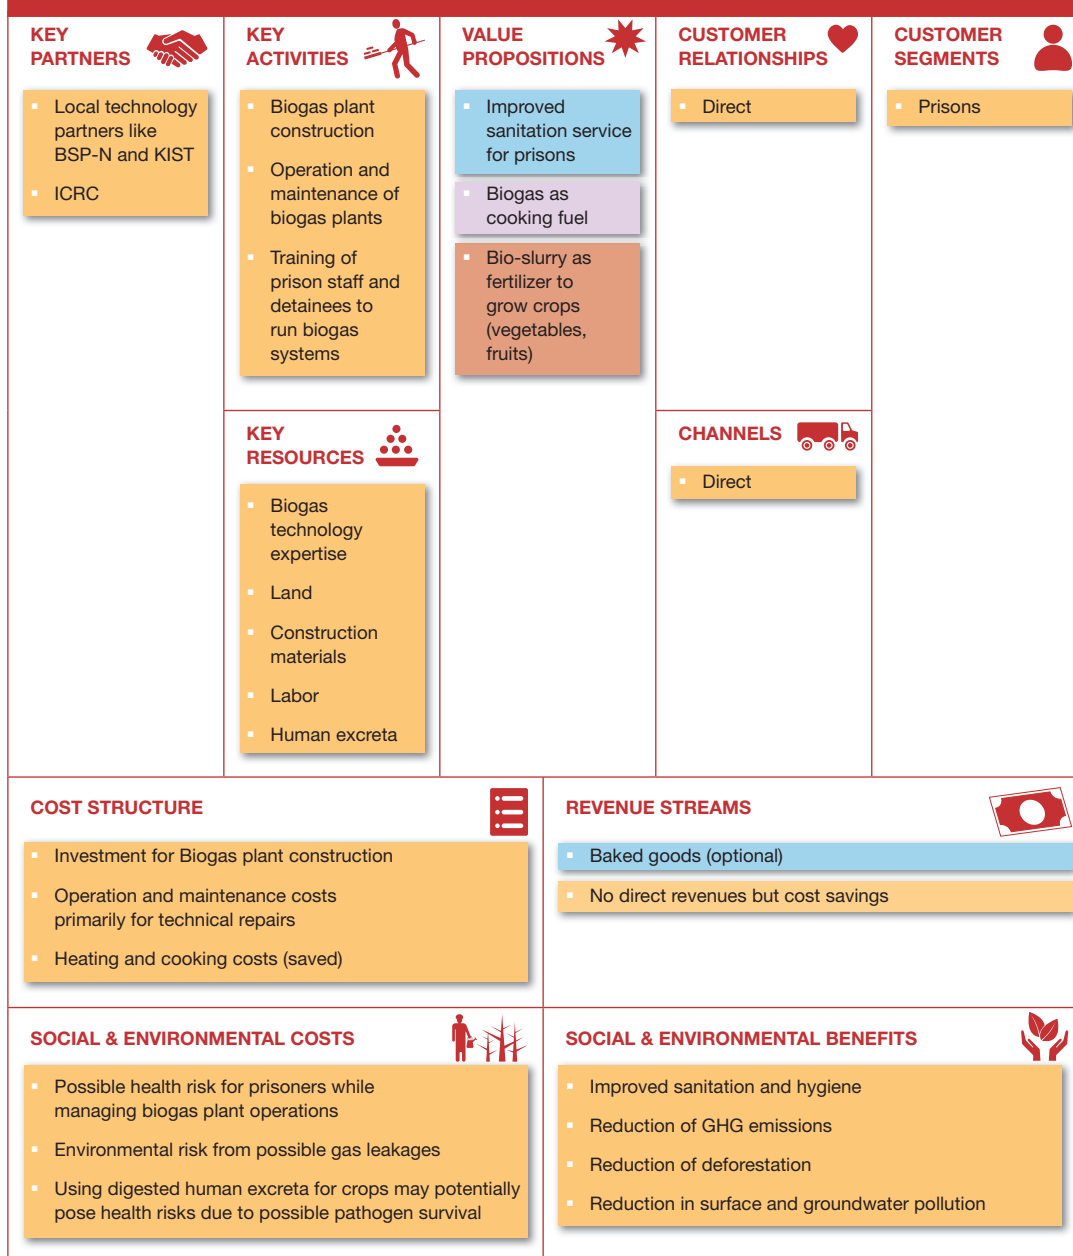 KEY
PARTNERS
Local technology
partners like
BSP-N and KIST
ICRC
KEY
ACTIVITIES
Biogas plant
construction
Operation and
maintenance of
biogas plants
Training of
prison staff and
detainees to
run biogas
systems
KEY
RESOURCES
Biogas
technology
expertise
Land
Construction
materials
Labor
Human excreta
VALUE
PROPOSITIONS
Improved
sanitation service
for prisons
Biogas as
cooking fuel
Bio-slurry as
fertilizer to
grow crops
(vegetables,
fruits)
CUSTOMER
RELATIONSHIPS
Direct
CHANNELS
Direct
CUSTOMER
SEGMENTS
Prisons
COST STRUCTURE
Investment for Biogas plant construction
Operation and maintenance costs
primarily for technical repairs
Heating and cooking costs (saved)
REVENUE STREAMS
Baked goods (optional)
No direct revenues but cost savings
SOCIAL & ENVIRONMENTAL COSTS
Possible health risk for prisoners while
managing biogas plant operations
Environmental risk from possible gas leakages
Using digested human excreta for crops may potentially
pose health risks due to possible pathogen survival
SOCIAL & ENVIRONMENTAL BENEFITS
Improved sanitation and hygiene
Reduction of GHG emissions
Reduction of deforestation
Reduction in surface and groundwater pollution